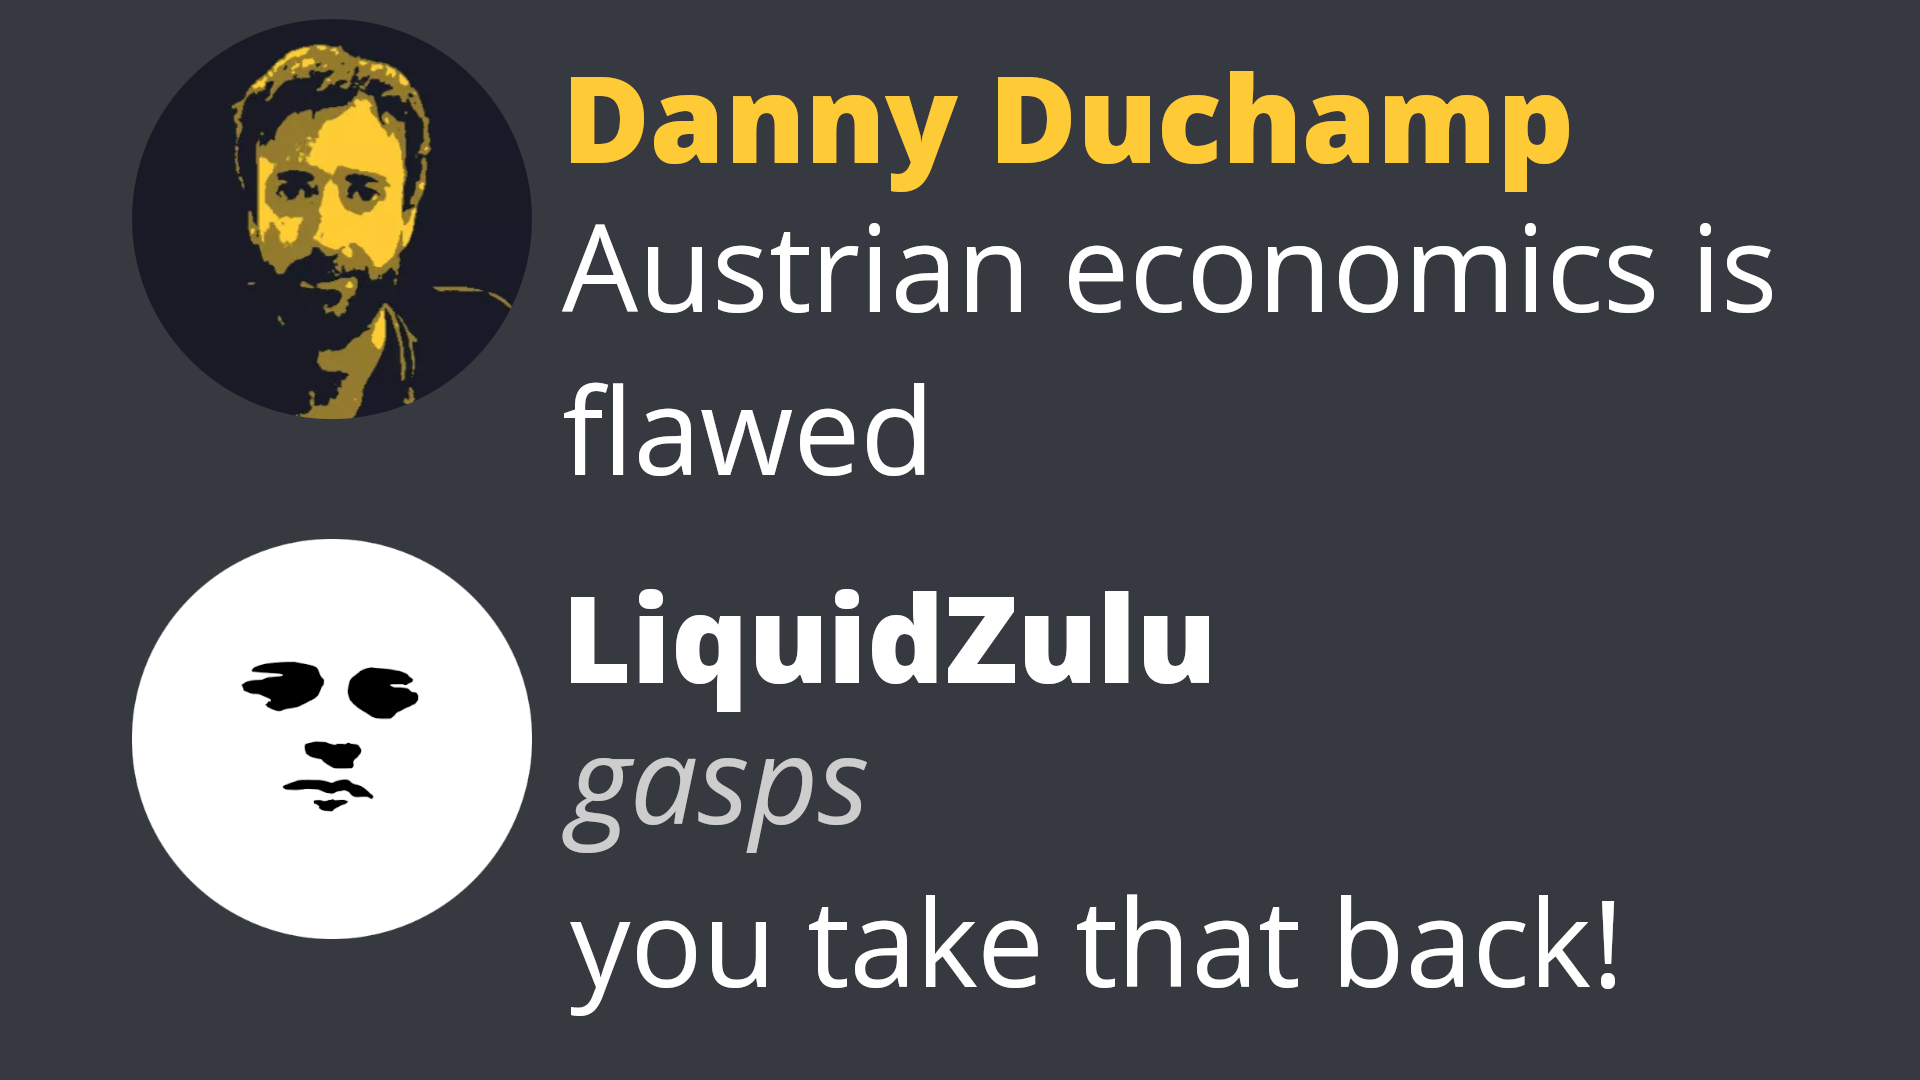 Danny Duchamp
Austrian economics is
flawed
LiquidZulu
gasps
you take that back!